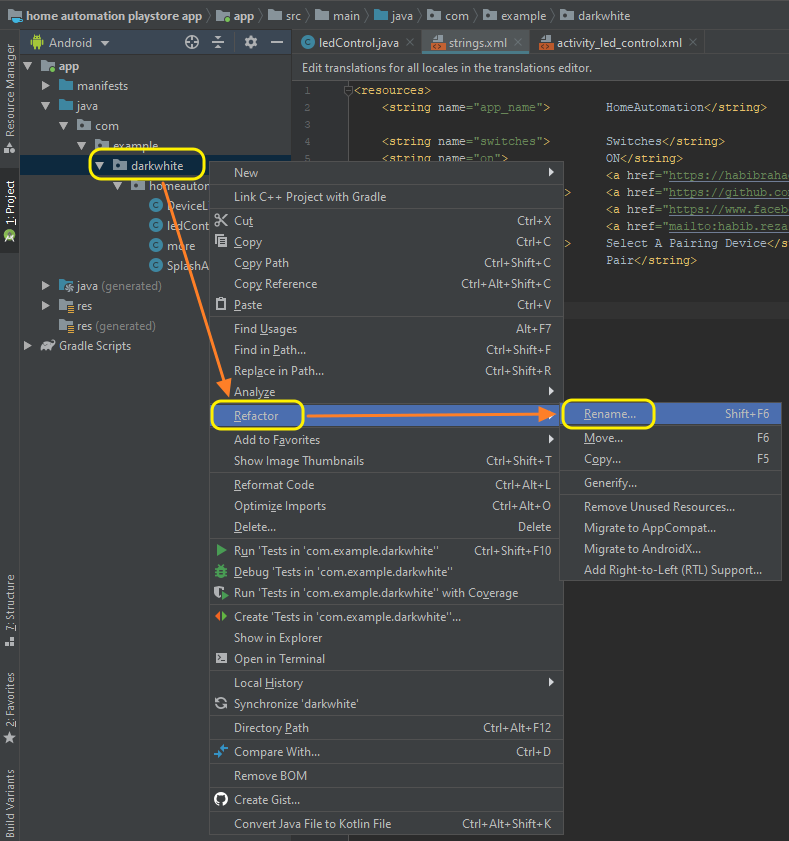 home automation playstore app app src main java com example darkwhite
Android
ledControl.java strings.xml activity_led_control.xml
Edit translations for all locales in the translations editor.
Resource Manager
1: Project
7: Structure
2: Favorites
Build Variants
app
manifests
java
com
example
darkwhite
homeautom
DeviceL
ledCont
more
SplashA
java (generated)
res
res (generated)
Gradle Scripts
1 <resources>
2 <string name="app_name"> HomeAutomation</string>
3
4 <string name="switches"> Switches</string>
5 <string name="on"> ON</string>
<a href="https://habibraha
> <a href="https://github.co
<a href="https://www.faceb
<a href="mailto:habib.reza
> Select A Pairing Device</s
Pair</string>
New
Link C++ Project with Gradle
Cut Ctrl+X
Copy Ctrl+C
Copy Path Ctrl+Shift+C
Copy Reference Ctrl+Alt+Shift+C
Paste Ctrl+V
Find Usages Alt+F7
Find in Path... Ctrl+Shift+F
Replace in Path... Ctrl+Shift+R
Analyze
Refactor
Add to Favorites
Show Image Thumbnails Ctrl+Shift+T
Reformat Code Ctrl+Alt+L
Optimize Imports Ctrl+Alt+O
Delete... Delete
Run 'Tests in 'com.example.darkwhite'' Ctrl+Shift+F10
Debug 'Tests in 'com.example.darkwhite''
Run 'Tests in 'com.example.darkwhite'' with Coverage
Create 'Tests in 'com.example.darkwhite''...
Show in Explorer
Open in Terminal
Local History
Synchronize 'darkwhite'
Directory Path Ctrl+Alt+F12
Compare With... Ctrl+D
Remove BOM
Create Gist...
Convert Java File to Kotlin File Ctrl+Alt+Shift+K
Rename... Shift+F6
Move... F6
Copy... F5
Generify...
Remove Unused Resources...
Migrate to AppCompat...
Migrate to AndroidX...
Add Right-to-Left (RTL) Support...